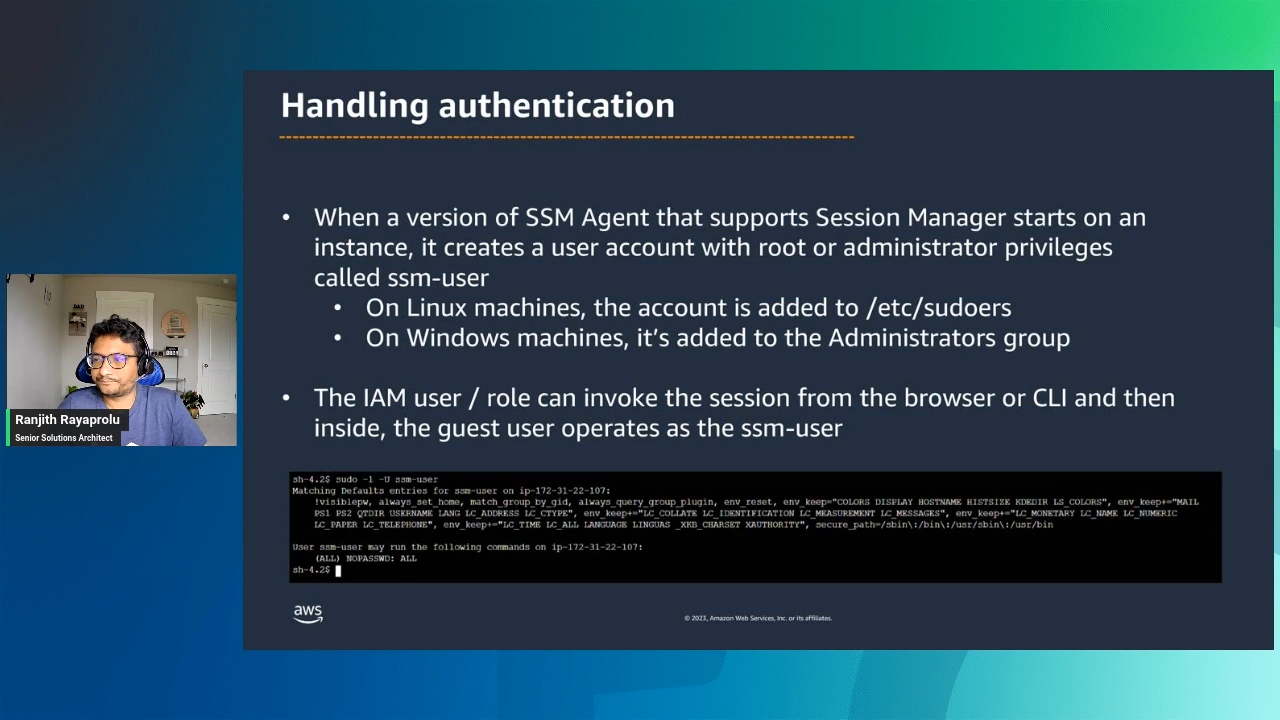 Handling authentication
• When a version of SSM Agent that supports Session Manager starts on an
instance, it creates a user account with root or administrator privileges
called ssm-user
• On Linux machines, the account is added to /etc/sudoers
• On Windows machines, it's added to the Administrators group
• The IAM user / role can invoke the session from the browser or CLI and then
inside, the guest user operates as the ssm-user
sh-4.2$ sudo -l -U ssm-user
Matching Defaults entries for ssm-user on ip-172-31-22-107:
!visiblepw, always_set_home, match_group_by_gid, always_query_group_plugin, env_reset, env_keep="COLORS DISPLAY HOSTNAME HISTSIZE KDEDIR LS_COLORS", env_keep+="MAIL
PS1 PS2 QTDIR USERNAME LANG LC_ADDRESS LC_CTYPE", env_keep+="LC_COLLATE LC_IDENTIFICATION LC_MEASUREMENT LC_MESSAGES", env_keep+="LC_MONETARY LC_NAME LC_NUMERIC
LC_PAPER LC_TELEPHONE", env_keep+="LC_TIME LC_ALL LANGUAGE LINGUAS _XKB_CHARSET XAUTHORITY", secure_path=/sbin\:/bin\:/usr/sbin\:/usr/bin
User ssm-user may run the following commands on ip-172-31-22-107:
(ALL) NOPASSWD: ALL
sh-4.2$
aws
© 2023, Amazon Web Services, Inc. or its affiliates.
Ranjith Rayaprolu
Senior Solutions Architect